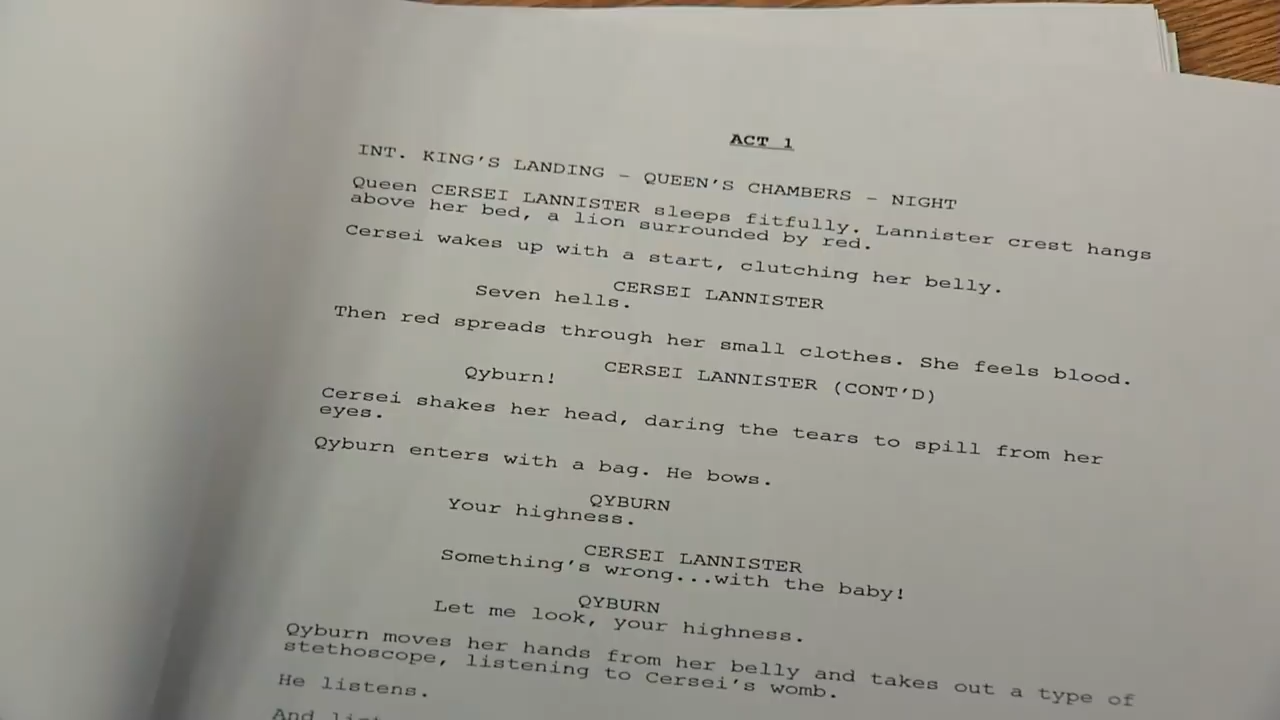 ACT 1
INT. KING'S LANDING – QUEEN'S CHAMBERS – NIGHT
Queen CERSEI LANNISTER sleeps fitfully. Lannister crest hangs
above her bed, a lion surrounded by red.
Cersei wakes up with a start, clutching her belly.
CERSEI LANNISTER
Seven hells.
Then red spreads through her small clothes. She feels blood.
CERSEI LANNISTER (CONT'D)
Qyburn!
Cersei shakes her head, daring the tears to spill from her
eyes.
Qyburn enters with a bag. He bows.
QYBURN
Your highness.
CERSEI LANNISTER
Something's wrong...with the baby!
QYBURN
Let me look, your highness.
Qyburn moves her hands from her belly and takes out a type of
stethoscope, listening to Cersei's womb.
He listens.
And